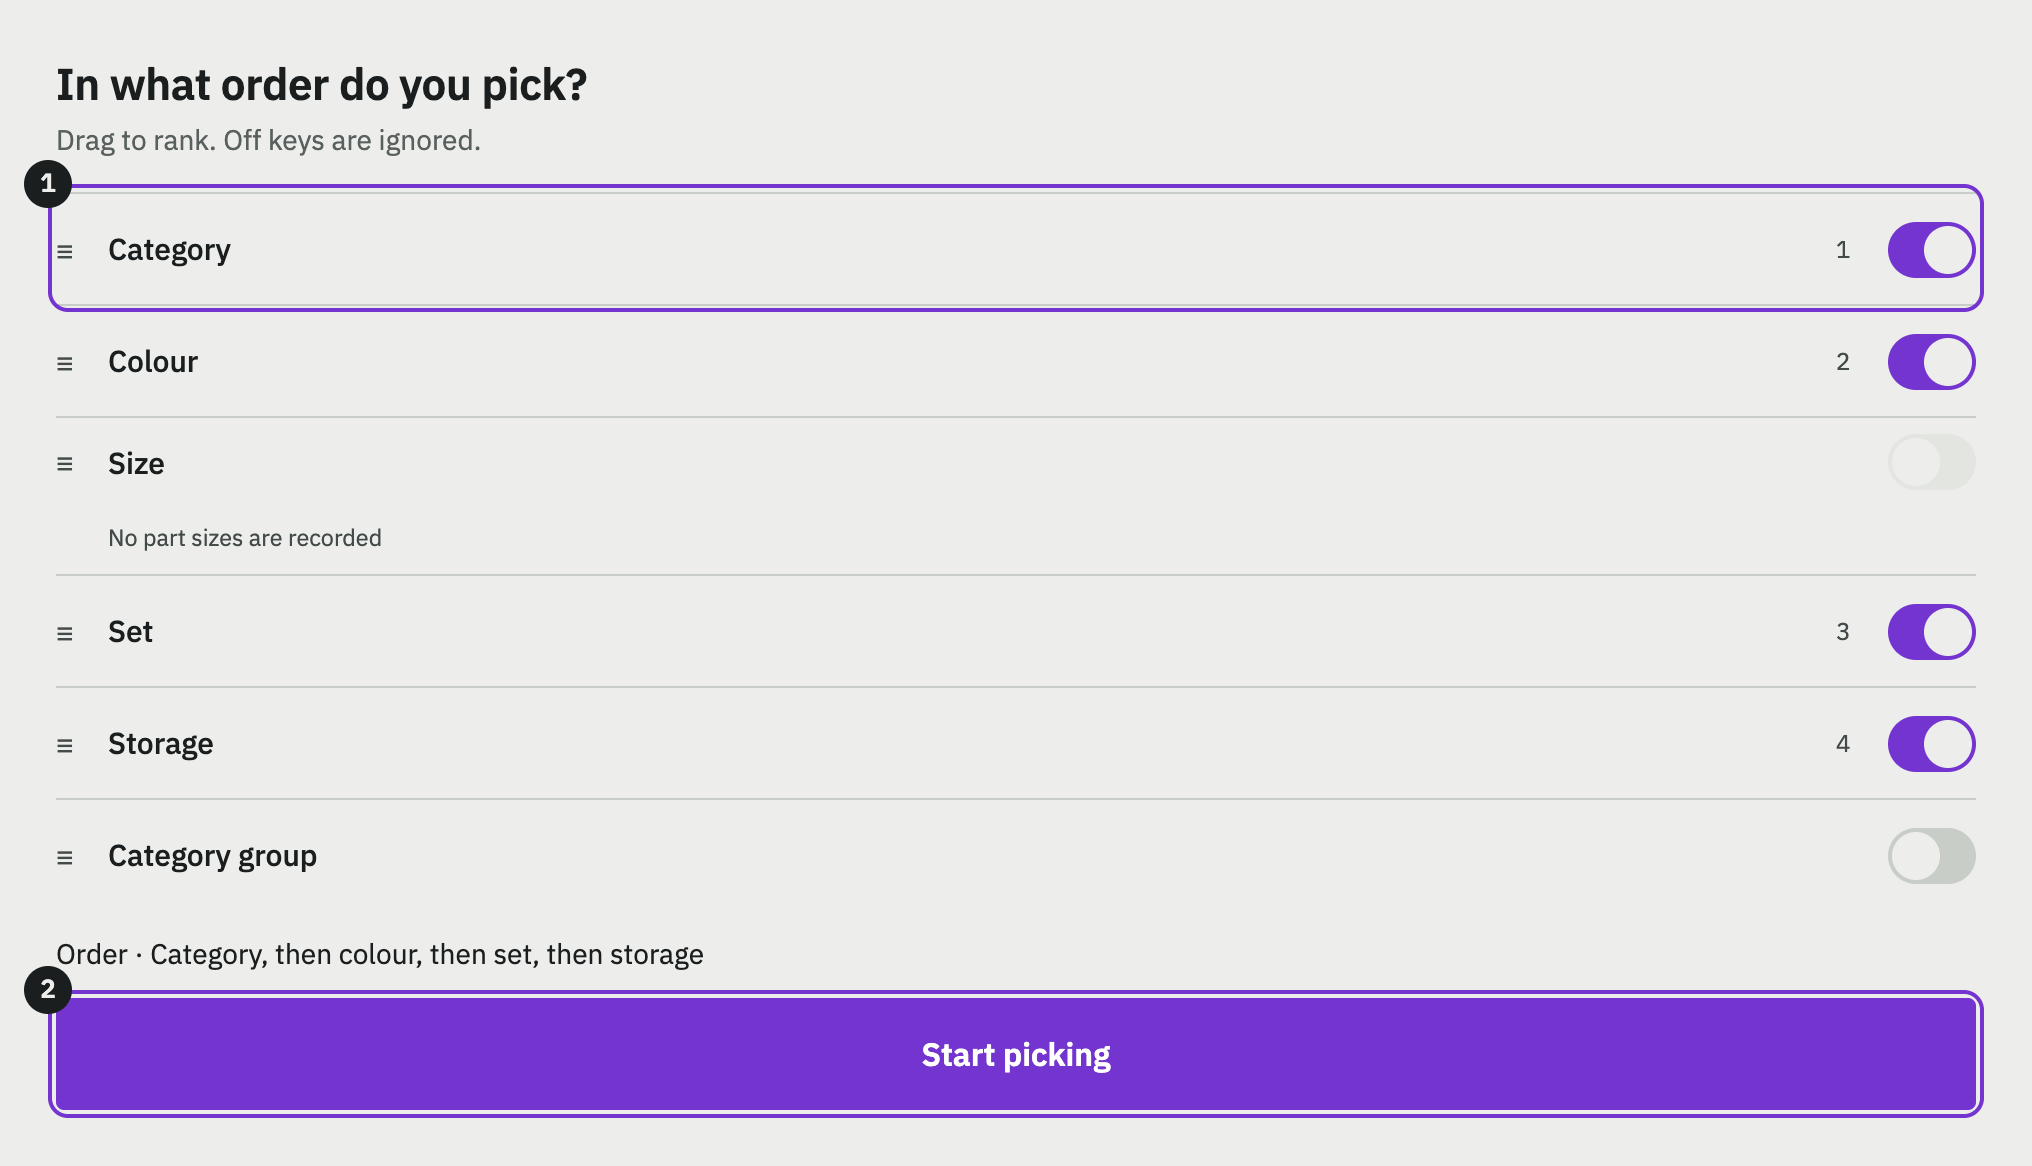 In what order do you pick?
Drag to rank. Off keys are ignored.
1
≡ Category 1
≡ Colour 2
≡ Size
No part sizes are recorded
≡ Set 3
≡ Storage 4
≡ Category group
Order · Category, then colour, then set, then storage
2
Start picking